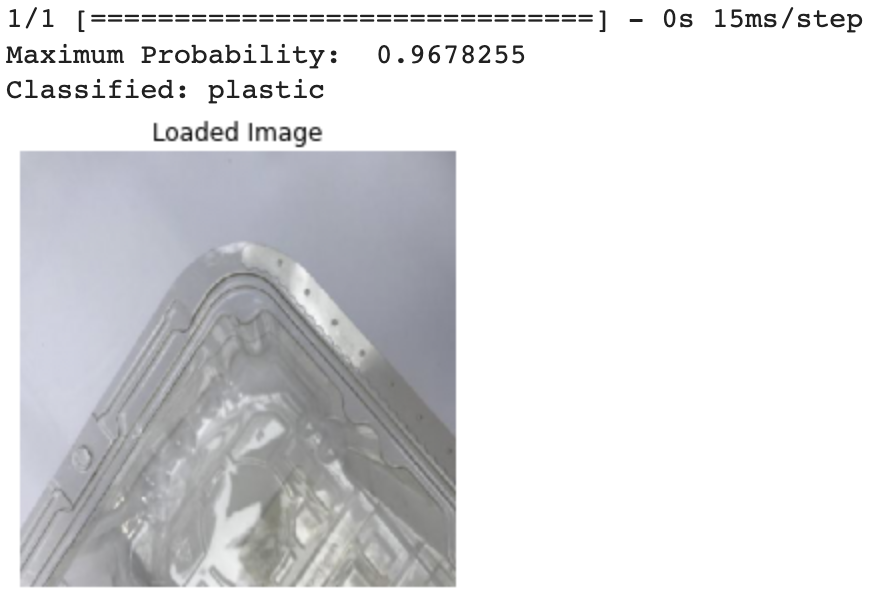 1/1 [==============================] - 0s 15ms/step
Maximum Probability:  0.9678255
Classified: plastic
Loaded Image